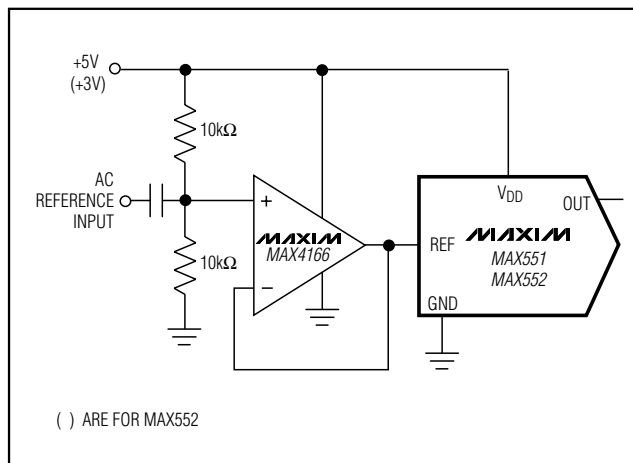 +5V
(+3V)
10kΩ
AC
REFERENCE
INPUT
10kΩ
+
−
MAXIM
MAX4166
VDD
OUT
REF
MAXIM
MAX551
MAX552
GND
( ) ARE FOR MAX552